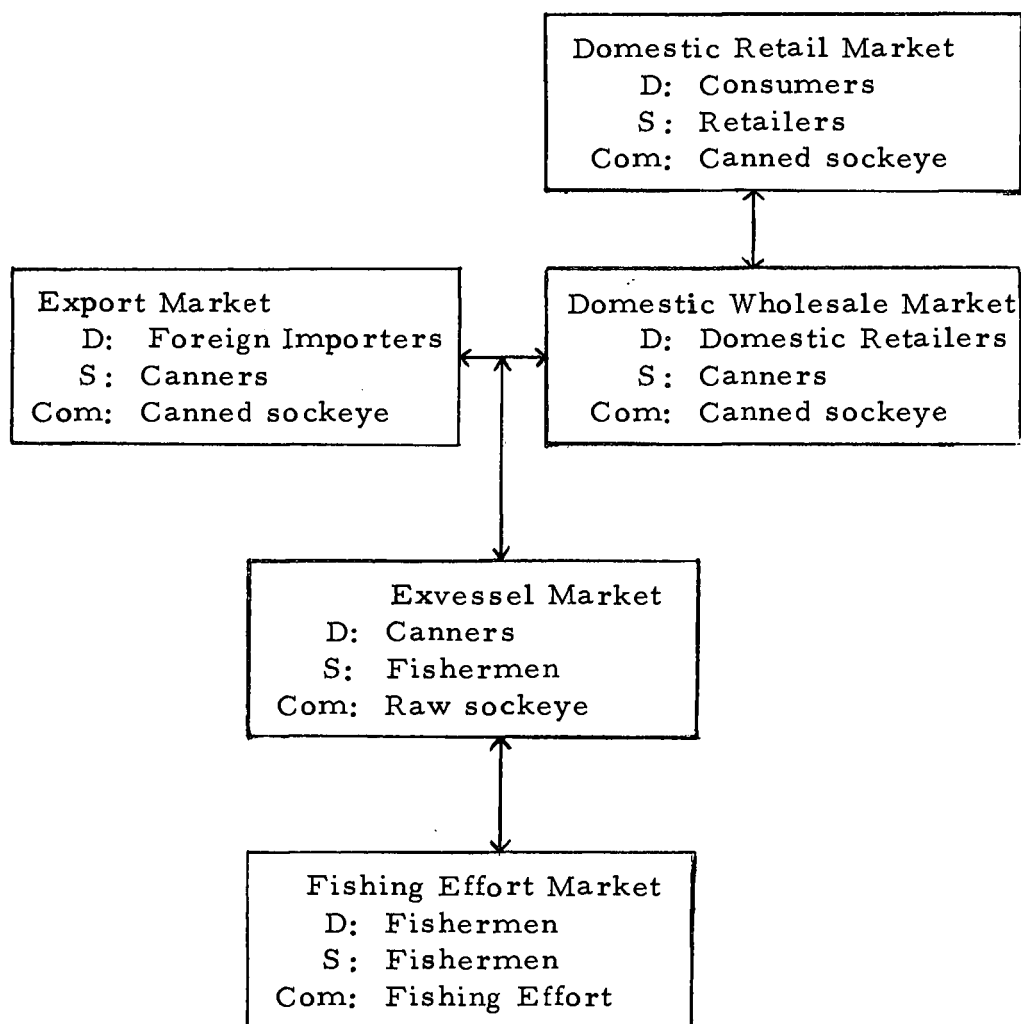 Domestic Retail Market
D: Consumers
S: Retailers
Com: Canned sockeye
Export Market
D: Foreign Importers
S: Canners
Com: Canned sockeye
Domestic Wholesale Market
D: Domestic Retailers
S: Canners
Com: Canned sockeye
Exvessel Market
D: Canners
S: Fishermen
Com: Raw sockeye
Fishing Effort Market
D: Fishermen
S: Fishermen
Com: Fishing Effort